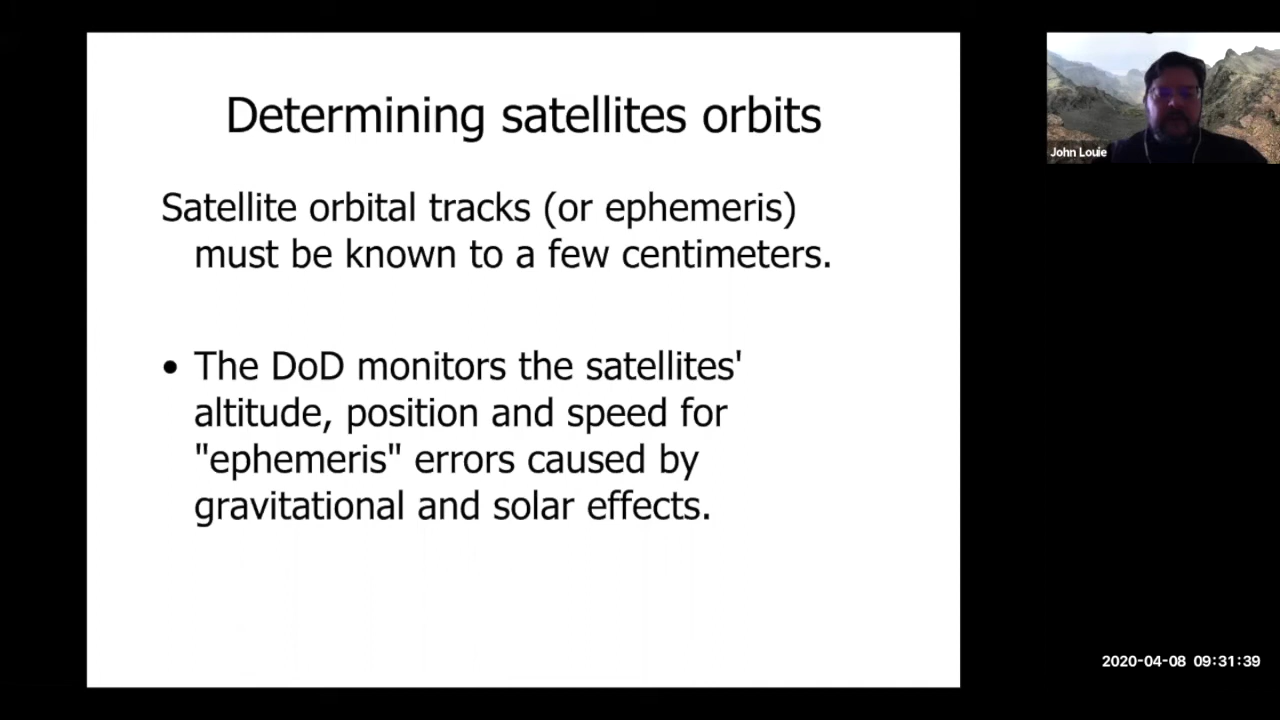 Determining satellites orbits
Satellite orbital tracks (or ephemeris)
must be known to a few centimeters.
• The DoD monitors the satellites'
altitude, position and speed for
"ephemeris" errors caused by
gravitational and solar effects.
John Louie
2020-04-08 09:31:39